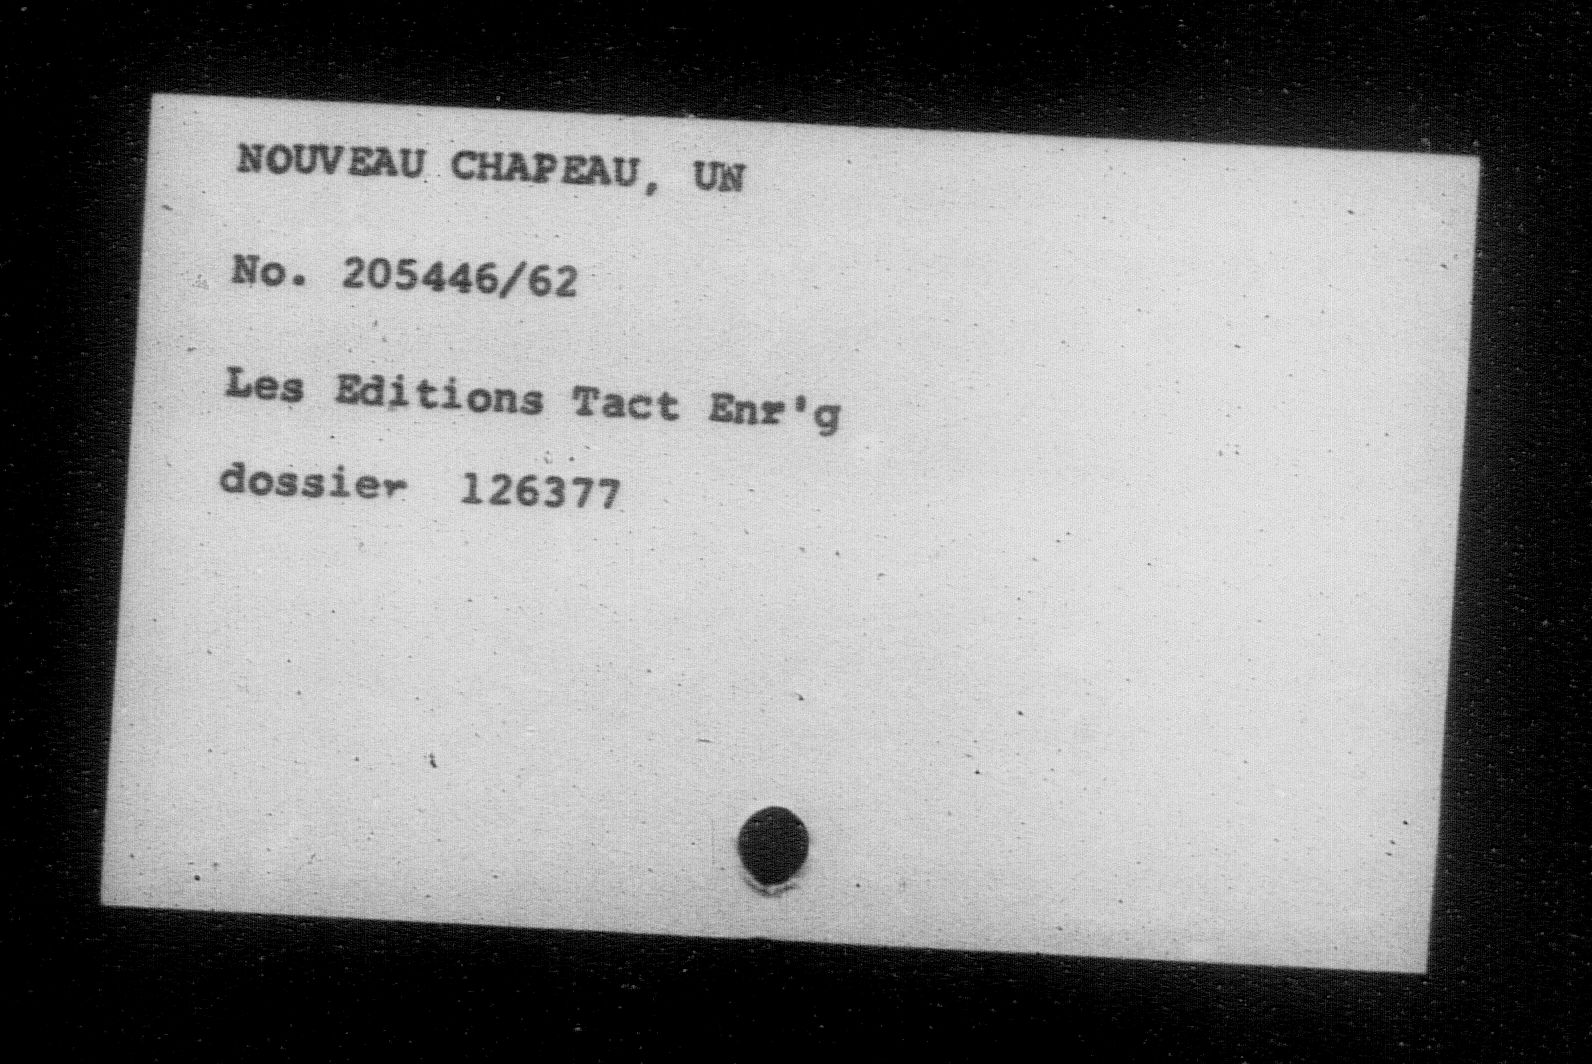 NOUVEAU CHAPEAU, UN
No. 205446/62
Les Editions Tact Enr'g
dossier 126377